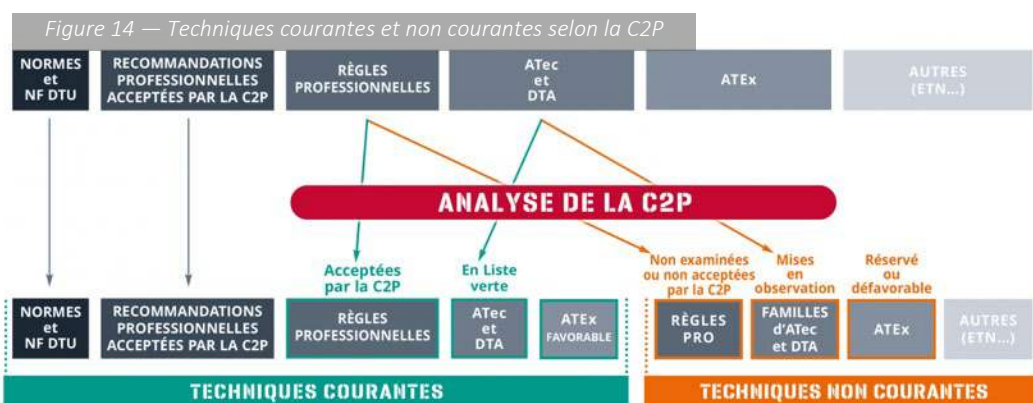 Figure 14 — Techniques courantes et non courantes selon la C2P
NORMES
et
NF DTU
RECOMMANDATIONS
PROFESSIONNELLES
ACCEPTÉES PAR LA C2P
RÈGLES
PROFESSIONNELLES
ATec
et
DTA
ATEx
AUTRES
(ETN...)
ANALYSE DE LA C2P
Acceptées
par la C2P
En Liste
verte
Non examinées
ou non acceptées
par la C2P
Mises
en
observation
Réservé ou
défavorable
NORMES
et
NF DTU
RECOMMANDATIONS
PROFESSIONNELLES
ACCEPTÉES PAR LA C2P
RÈGLES
PROFESSIONNELLES
ATec
et
DTA
ATEx
FAVORABLE
RÈGLES
PRO
FAMILLES
d'ATec
et DTA
ATEx
AUTRES
(ETN...)
TECHNIQUES COURANTES
TECHNIQUES NON COURANTES